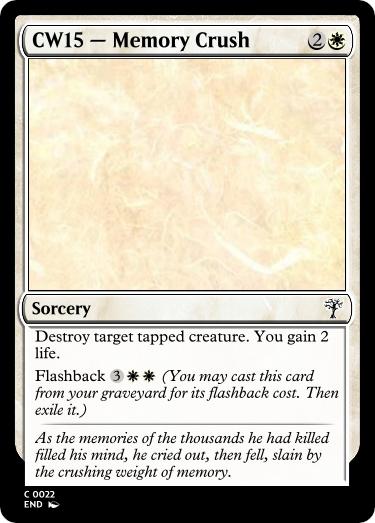 CW15 — Memory Crush 2
Sorcery
Destroy target tapped creature. You gain 2
life.
Flashback 3 (You may cast this card
from your graveyard for its flashback cost. Then
exile it.)
As the memories of the thousands he had killed
filled his mind, he cried out, then fell, slain by
the crushing weight of memory.
C 0022
END